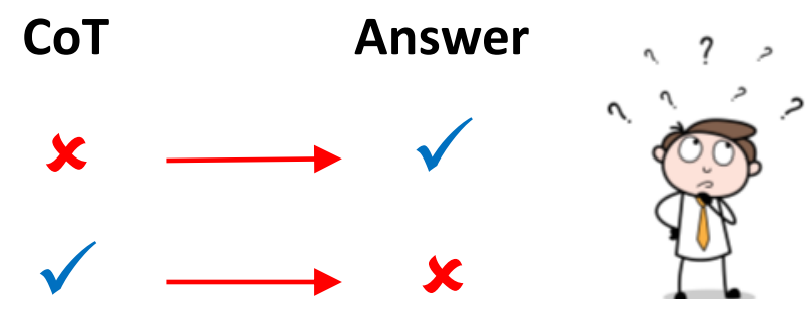 CoT Answer
? ? ?
? ? ? ?
✘ ✓
✓ ✘